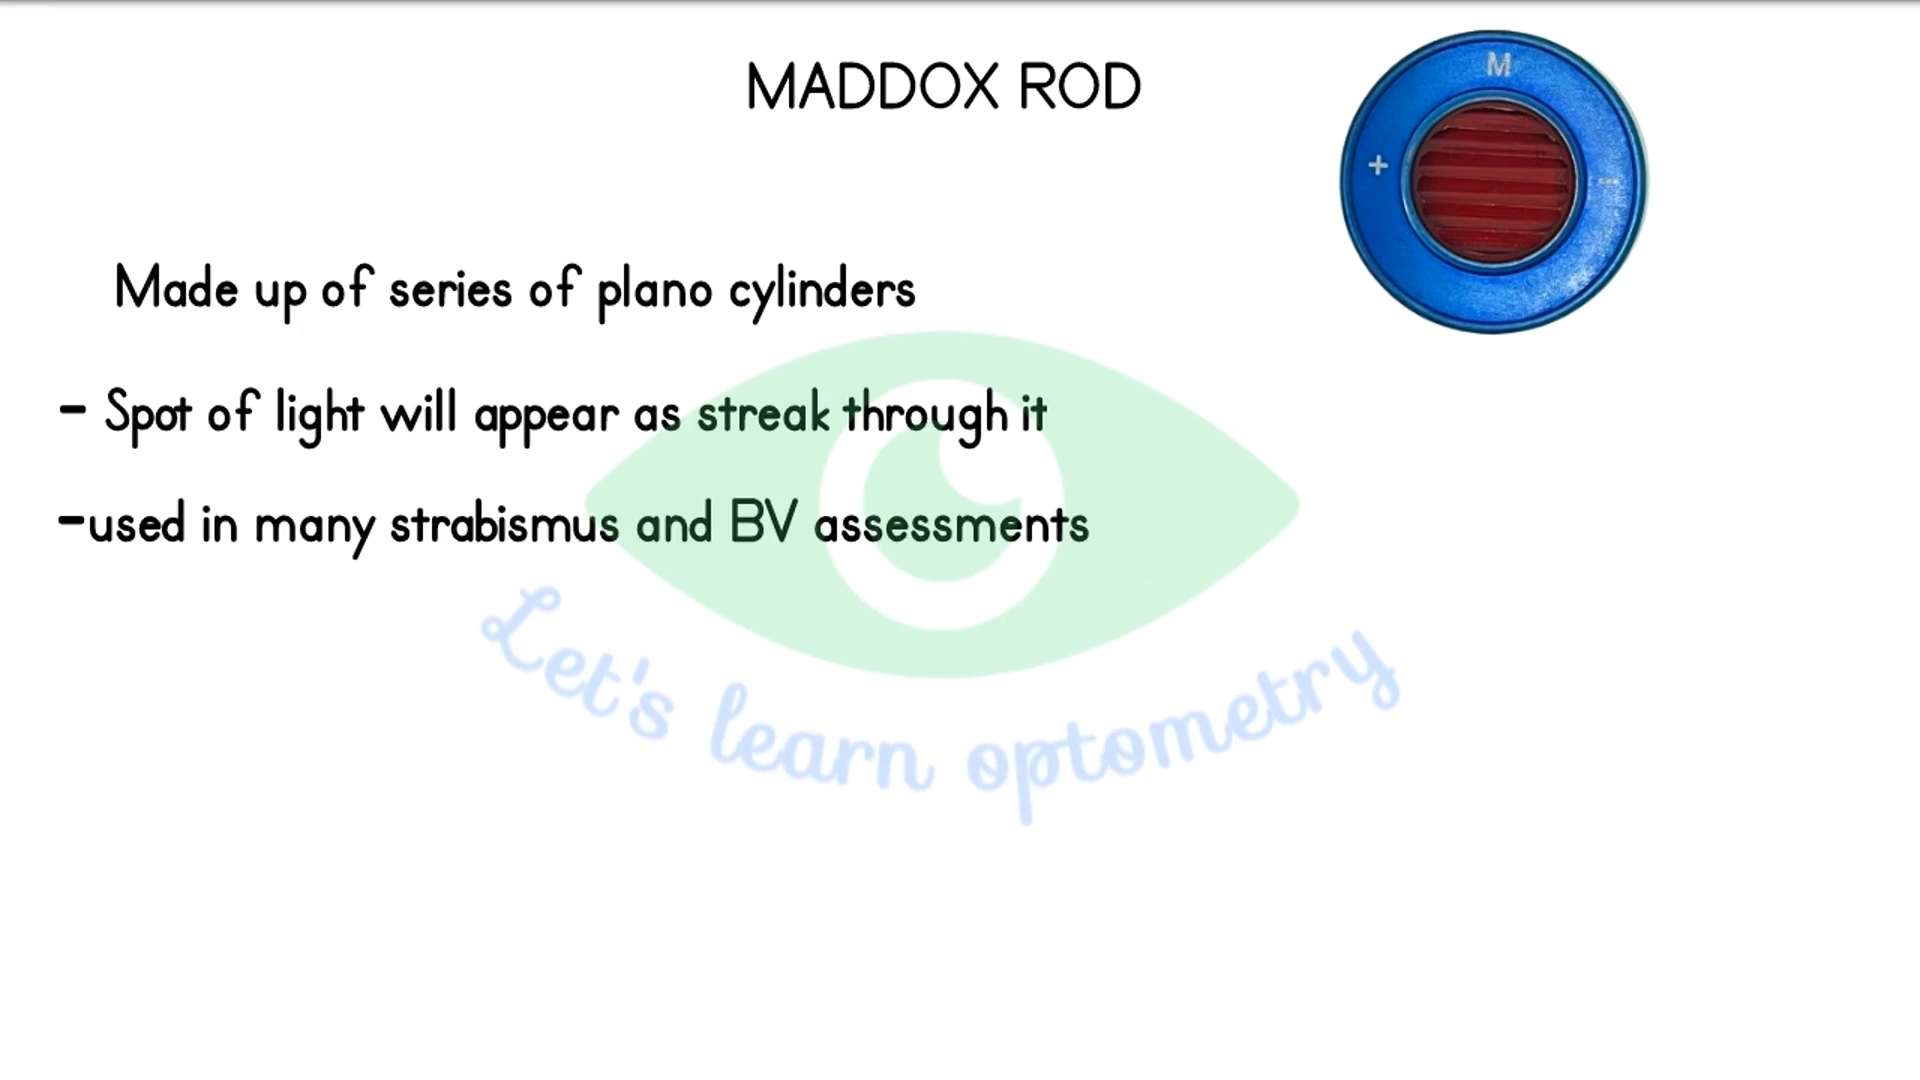 MADDOX ROD
M
+
Made up of series of plano cylinders
- Spot of light will appear as streak through it
-used in many strabismus and BV assessments
Let's learn optometry